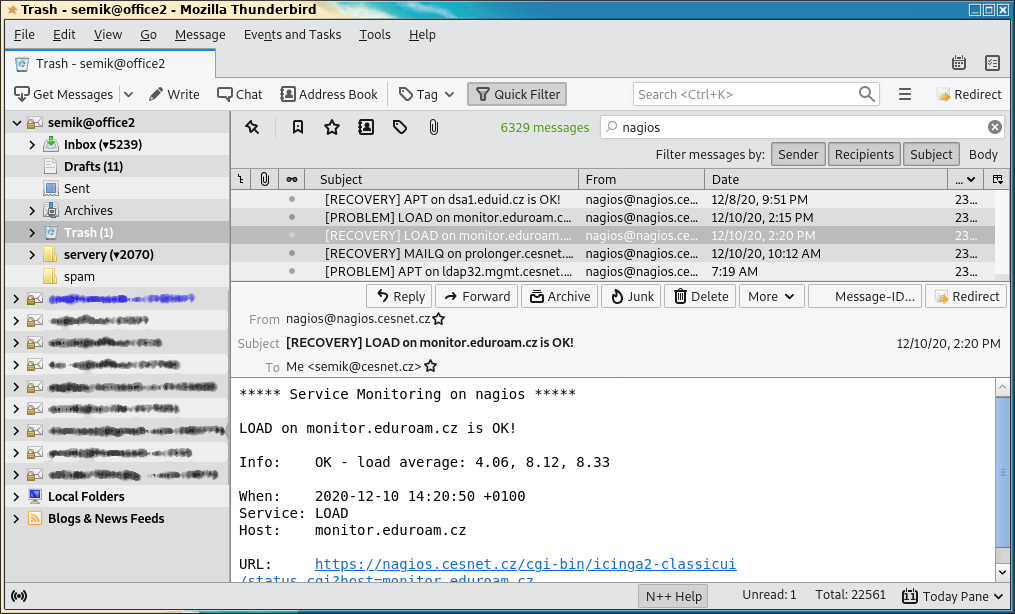 Trash - semik@office2 - Mozilla Thunderbird
File Edit View Go Message Events and Tasks Tools Help
Trash - semik@office2
Get Messages Write Chat Address Book Tag Quick Filter Search <Ctrl+K> Redirect
semik@office2
Inbox (▾5239)
Drafts (11)
Sent
Archives
Trash (1)
servery (▾2070)
spam
Local Folders
Blogs & News Feeds
6329 messages nagios
Filter messages by: Sender Recipients Subject Body
Subject From Date ...
[RECOVERY] APT on dsa1.eduid.cz is OK! nagios@nagios.ce... 12/8/20, 9:51 PM 23...
[PROBLEM] LOAD on monitor.eduroam.c... nagios@nagios.ce... 12/10/20, 2:15 PM 23...
[RECOVERY] LOAD on monitor.eduroam.... nagios@nagios.ce... 12/10/20, 2:20 PM 23...
[RECOVERY] MAILQ on prolonger.cesnet.... nagios@nagios.ce... 12/10/20, 10:12 AM 23...
[PROBLEM] APT on ldap32.mgmt.cesnet.... nagios@nagios.ce... 7:19 AM 23...
Reply Forward Archive Junk Delete More Message-ID... Redirect
From nagios@nagios.cesnet.cz
Subject [RECOVERY] LOAD on monitor.eduroam.cz is OK! 12/10/20, 2:20 PM
To Me <semik@cesnet.cz>
***** Service Monitoring on nagios *****
LOAD on monitor.eduroam.cz is OK!
Info: OK - load average: 4.06, 8.12, 8.33
When: 2020-12-10 14:20:50 +0100
Service: LOAD
Host: monitor.eduroam.cz
URL: https://nagios.cesnet.cz/cgi-bin/icinga2-classicui
/status.cgi?host=monitor.eduroam.cz
N++ Help Unread: 1 Total: 22561 Today Pane